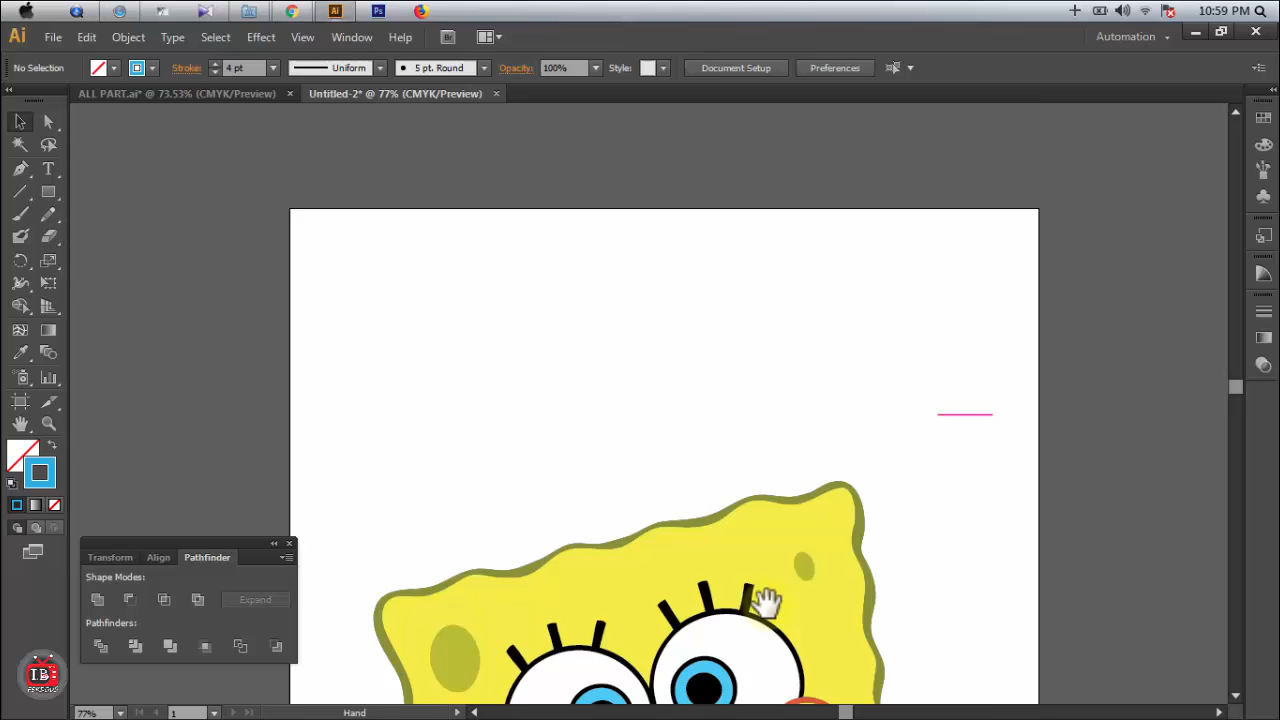 10:59 PM
Ai File Edit Object Type Select Effect View Window Help Br Automation
No Selection Stroke: 4 pt Uniform 5 pt. Round Opacity: 100% Style: Document Setup Preferences
ALL PART.ai* @ 73.53% (CMYK/Preview) × Untitled-2* @ 77% (CMYK/Preview) ×
Transform Align Pathfinder
Shape Modes:
Expand
Pathfinders:
I.B
FERDOUS
77% 1 Hand